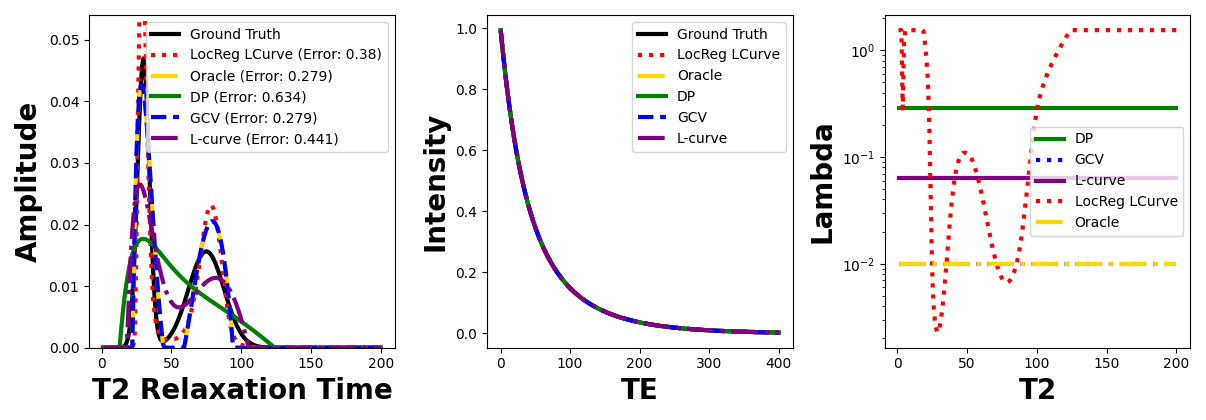 Amplitude
0.05
0.04
0.03
0.02
0.01
0.00
0
50
100
150
200
T2 Relaxation Time
Ground Truth
LocReg LCurve (Error: 0.38)
Oracle (Error: 0.279)
DP (Error: 0.634)
GCV (Error: 0.279)
L-curve (Error: 0.441)
Intensity
1.0
0.8
0.6
0.4
0.2
0.0
0
100
200
300
400
TE
Ground Truth
LocReg LCurve
Oracle
DP
GCV
L-curve
Lambda
10⁰
10⁻¹
10⁻²
0
50
100
150
200
T2
DP
GCV
L-curve
LocReg LCurve
Oracle